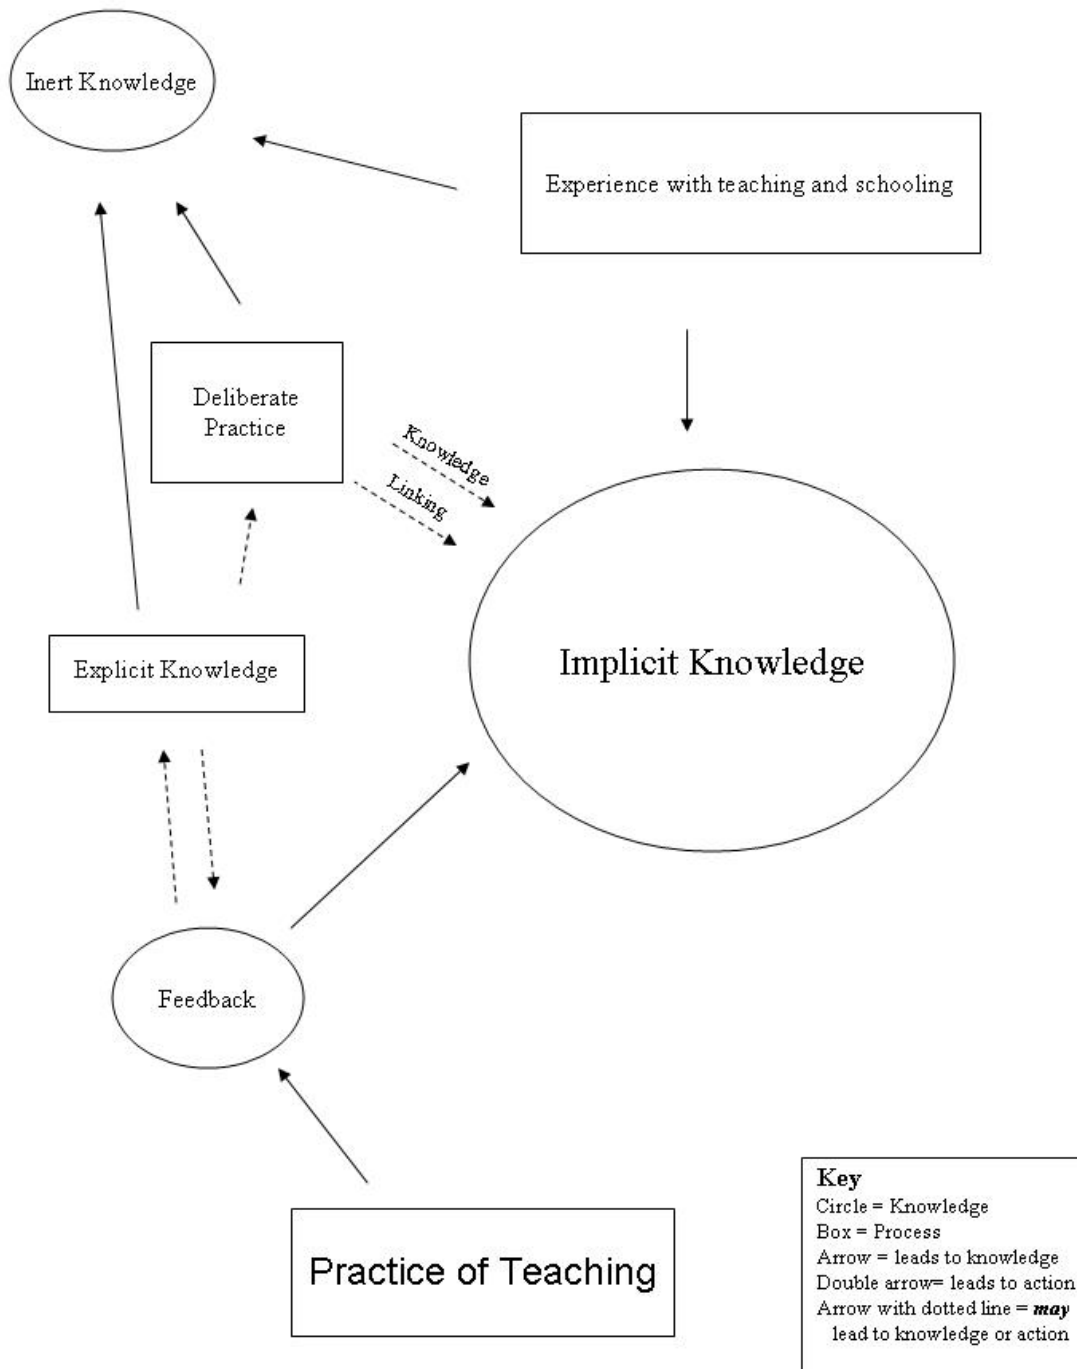 Inert Knowledge
Experience with teaching and schooling
Deliberate
Practice
Knowledge
Linking
Explicit Knowledge
Implicit Knowledge
Feedback
Practice of Teaching
Key
Circle = Knowledge
Box = Process
Arrow = leads to knowledge
Double arrow= leads to action
Arrow with dotted line = may
lead to knowledge or action